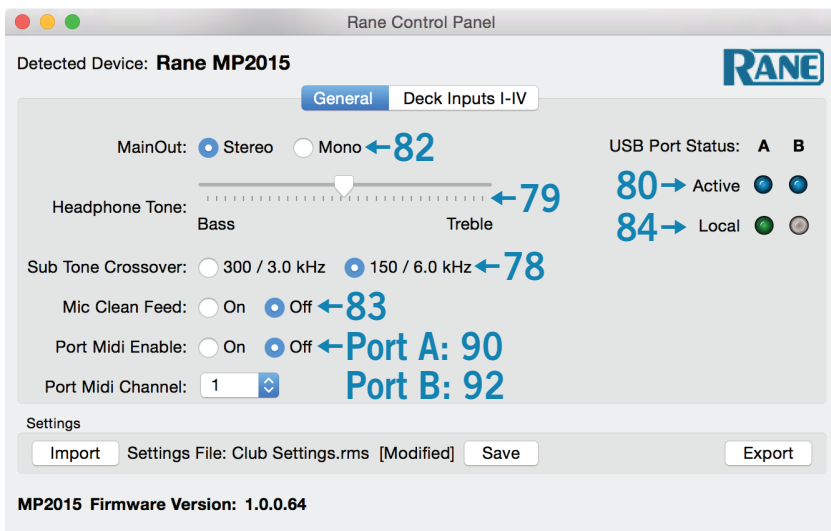 Rane Control Panel
Detected Device: Rane MP2015
RANE
General Deck Inputs I-IV
MainOut: Stereo Mono 82
USB Port Status: A B
80 Active
Headphone Tone: 79
Bass Treble
84 Local
Sub Tone Crossover: 300 / 3.0 kHz 150 / 6.0 kHz 78
Mic Clean Feed: On Off 83
Port Midi Enable: On Off Port A: 90
Port Midi Channel: 1 Port B: 92
Settings
Import Settings File: Club Settings.rms [Modified] Save Export
MP2015 Firmware Version: 1.0.0.64